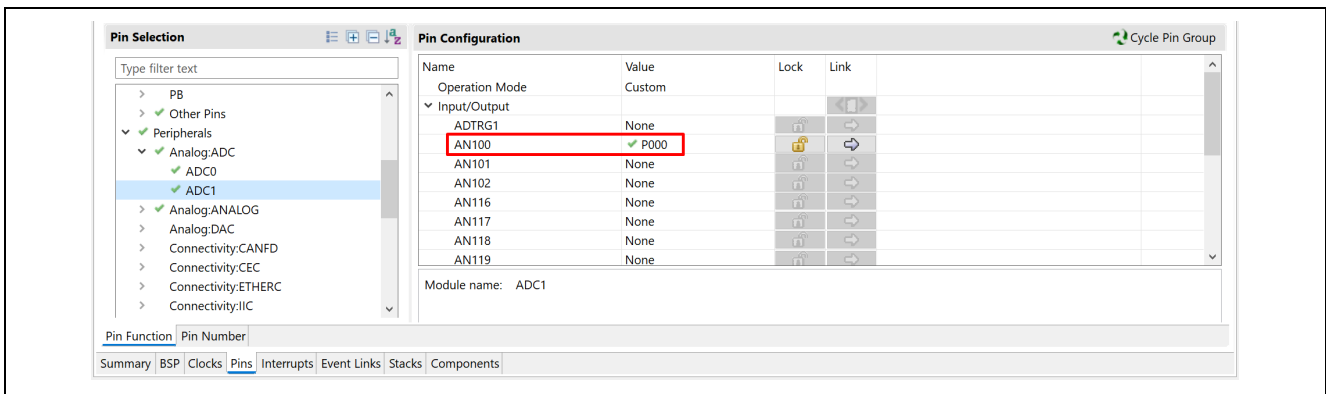 Pin Selection
Type filter text
PB
Other Pins
Peripherals
Analog:ADC
ADC0
ADC1
Analog:ANALOG
Analog:DAC
Connectivity:CANFD
Connectivity:CEC
Connectivity:ETHERC
Connectivity:IIC
Pin Configuration
Cycle Pin Group
Name Value Lock Link
Operation Mode Custom
Input/Output
ADTRG1 None
AN100 P000
AN101 None
AN102 None
AN116 None
AN117 None
AN118 None
AN119 None
Module name: ADC1
Pin Function Pin Number
Summary BSP Clocks Pins Interrupts Event Links Stacks Components